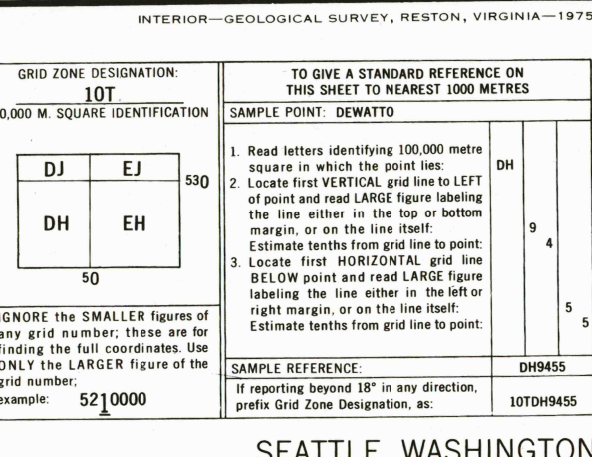 INTERIOR—GEOLOGICAL SURVEY, RESTON, VIRGINIA—1975
GRID ZONE DESIGNATION:
10T
0,000 M. SQUARE IDENTIFICATION
DJ EJ
530
DH EH
50
IGNORE the SMALLER figures of
any grid number; these are for
finding the full coordinates. Use
ONLY the LARGER figure of the
grid number;
example: 5210000
TO GIVE A STANDARD REFERENCE ON
THIS SHEET TO NEAREST 1000 METRES
SAMPLE POINT: DEWATTO
1. Read letters identifying 100,000 metre
square in which the point lies: DH
2. Locate first VERTICAL grid line to LEFT
of point and read LARGE figure labeling
the line either in the top or bottom
margin, or on the line itself: 9
Estimate tenths from grid line to point: 4
3. Locate first HORIZONTAL grid line
BELOW point and read LARGE figure
labeling the line either in the left or
right margin, or on the line itself: 5
Estimate tenths from grid line to point: 5
SAMPLE REFERENCE: DH9455
If reporting beyond 18° in any direction,
prefix Grid Zone Designation, as: 10TDH9455
SEATTLE, WASHINGTON